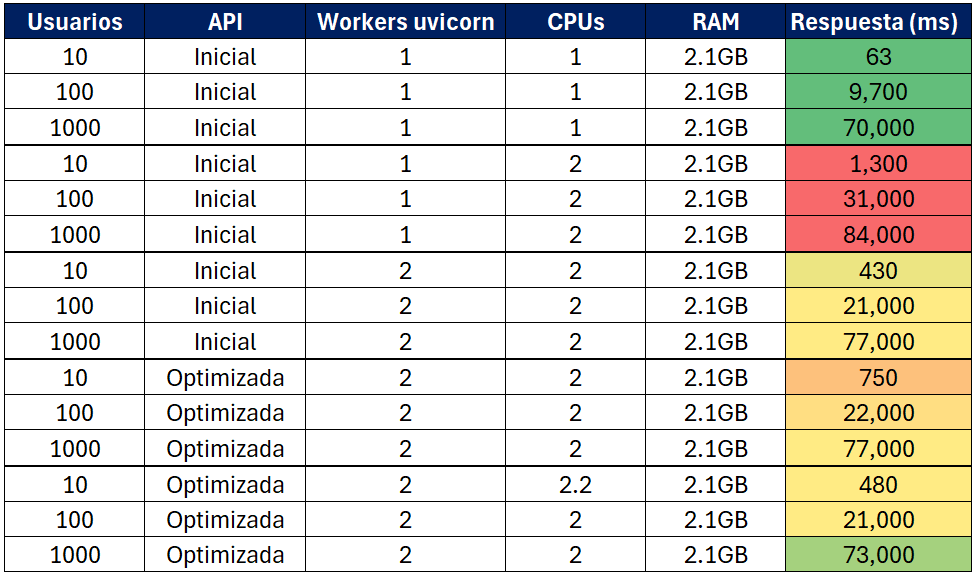 Usuarios API Workers uvicorn CPUs RAM Respuesta (ms)
10 Inicial 1 1 2.1GB 63
100 Inicial 1 1 2.1GB 9,700
1000 Inicial 1 1 2.1GB 70,000
10 Inicial 1 2 2.1GB 1,300
100 Inicial 1 2 2.1GB 31,000
1000 Inicial 1 2 2.1GB 84,000
10 Inicial 2 2 2.1GB 430
100 Inicial 2 2 2.1GB 21,000
1000 Inicial 2 2 2.1GB 77,000
10 Optimizada 2 2 2.1GB 750
100 Optimizada 2 2 2.1GB 22,000
1000 Optimizada 2 2 2.1GB 77,000
10 Optimizada 2 2.2 2.1GB 480
100 Optimizada 2 2 2.1GB 21,000
1000 Optimizada 2 2 2.1GB 73,000